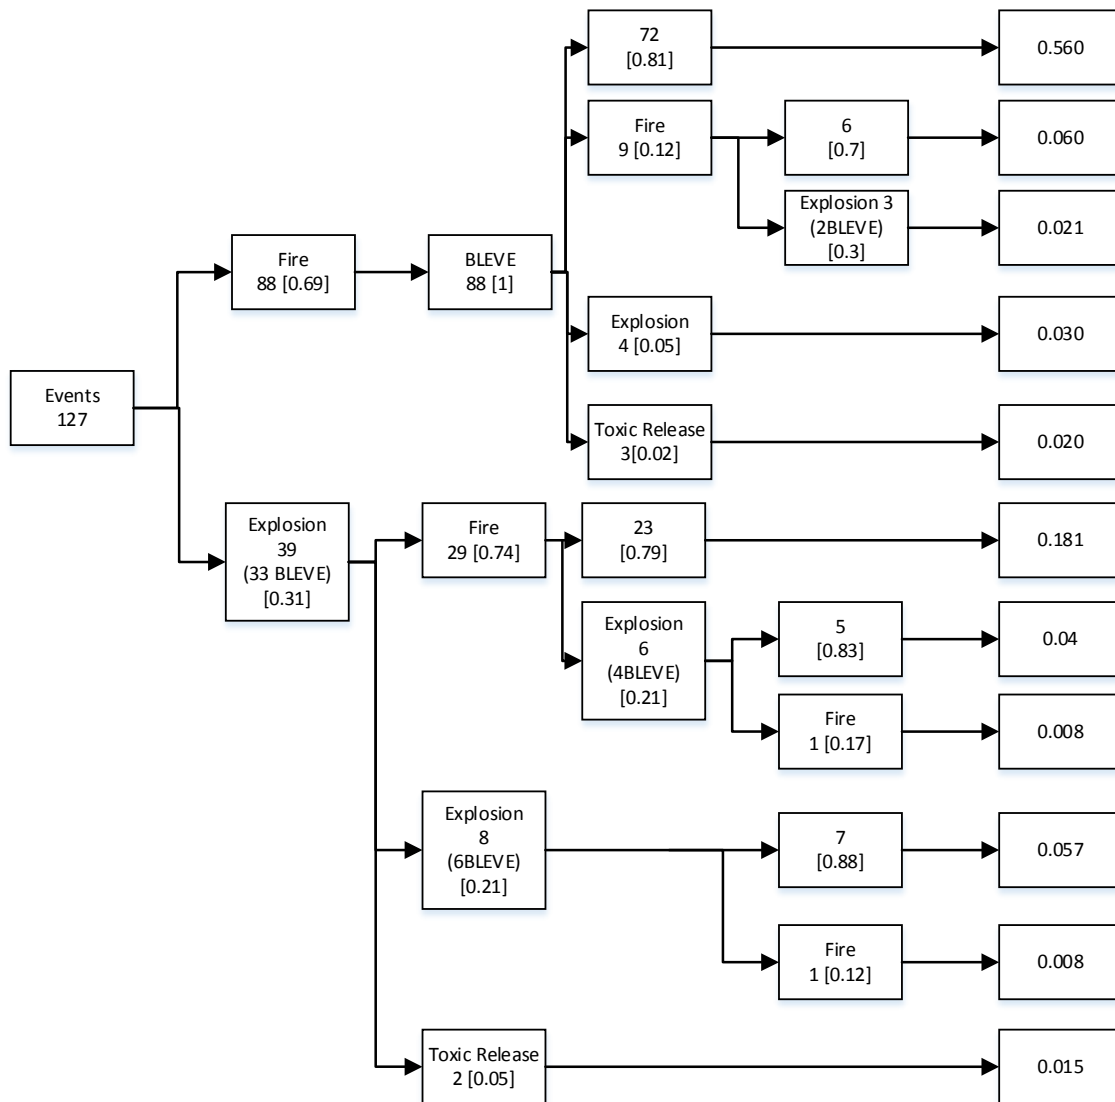 72
[0.81]
0.560
Fire
9 [0.12]
6
[0.7]
0.060
Explosion 3
(2BLEVE)
[0.3]
0.021
Fire
88 [0.69]
BLEVE
88 [1]
Explosion
4 [0.05]
0.030
Events
127
Toxic Release
3[0.02]
0.020
Explosion
39
(33 BLEVE)
[0.31]
Fire
29 [0.74]
23
[0.79]
0.181
Explosion
6
(4BLEVE)
[0.21]
5
[0.83]
0.04
Fire
1 [0.17]
0.008
Explosion
8
(6BLEVE)
[0.21]
7
[0.88]
0.057
Fire
1 [0.12]
0.008
Toxic Release
2 [0.05]
0.015